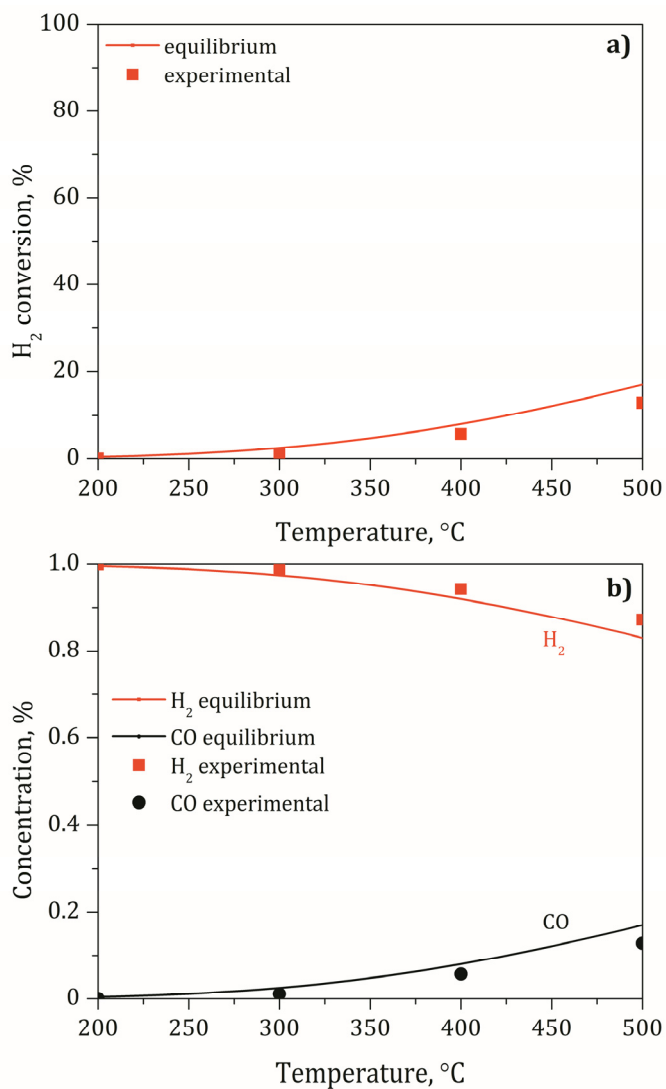 a)
equilibrium
experimental
H₂ conversion, %
100
80
60
40
20
0
200 250 300 350 400 450 500
Temperature, °C
b)
H₂
H₂ equilibrium
CO equilibrium
H₂ experimental
CO experimental
CO
Concentration, %
1.0
0.8
0.6
0.4
0.2
0
200 250 300 350 400 450 500
Temperature, °C